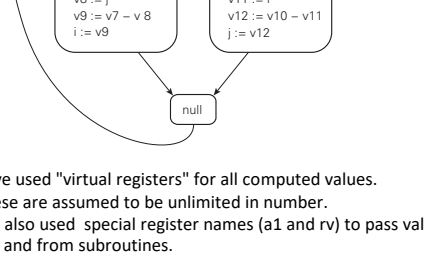 v8 := j
v9 := v7 – v 8
i := v9
v11 := i
v12 := v10 – v11
j := v12
null
ve used "virtual registers" for all computed values.
ese are assumed to be unlimited in number.
also used special register names (a1 and rv) to pass val
and from subroutines.